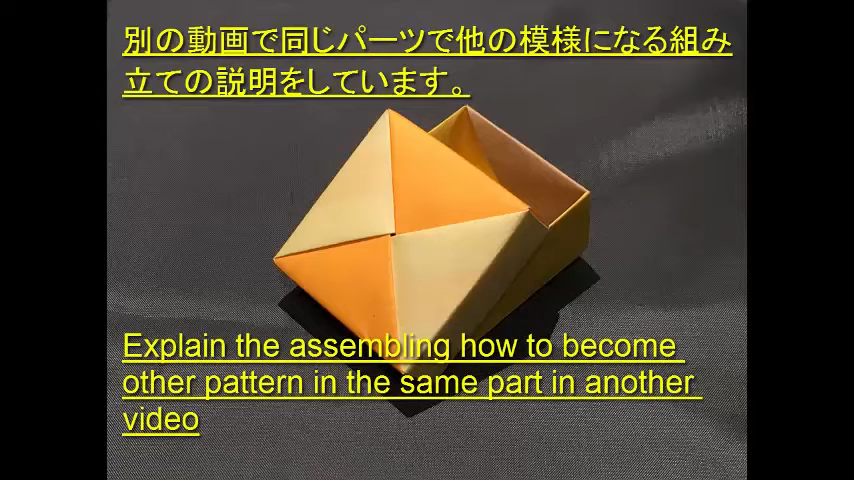 別の動画で同じパーツで他の模様になる組み
立ての説明をしています。
Explain the assembling how to become
other pattern in the same part in another
video